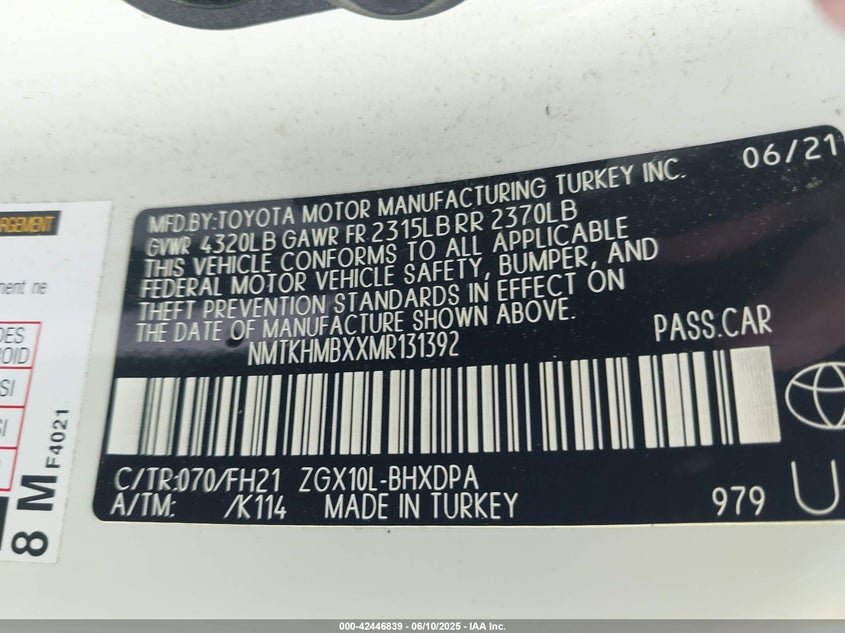 06/21
MFD.BY:TOYOTA MOTOR MANUFACTURING TURKEY INC.
GVWR 4320LB GAWR FR 2315LB RR 2370LB
THIS VEHICLE CONFORMS TO ALL APPLICABLE
FEDERAL MOTOR VEHICLE SAFETY, BUMPER, AND
THEFT PREVENTION STANDARDS IN EFFECT ON
THE DATE OF MANUFACTURE SHOWN ABOVE.
NMTKHMBXXMR131392 PASS.CAR
C/TR:070/FH21 ZGX10L-BHXDPA
A/TM: /K114 MADE IN TURKEY 979 U
8 M F4021
000-42446839 - 06/10/2025 - IAA Inc.